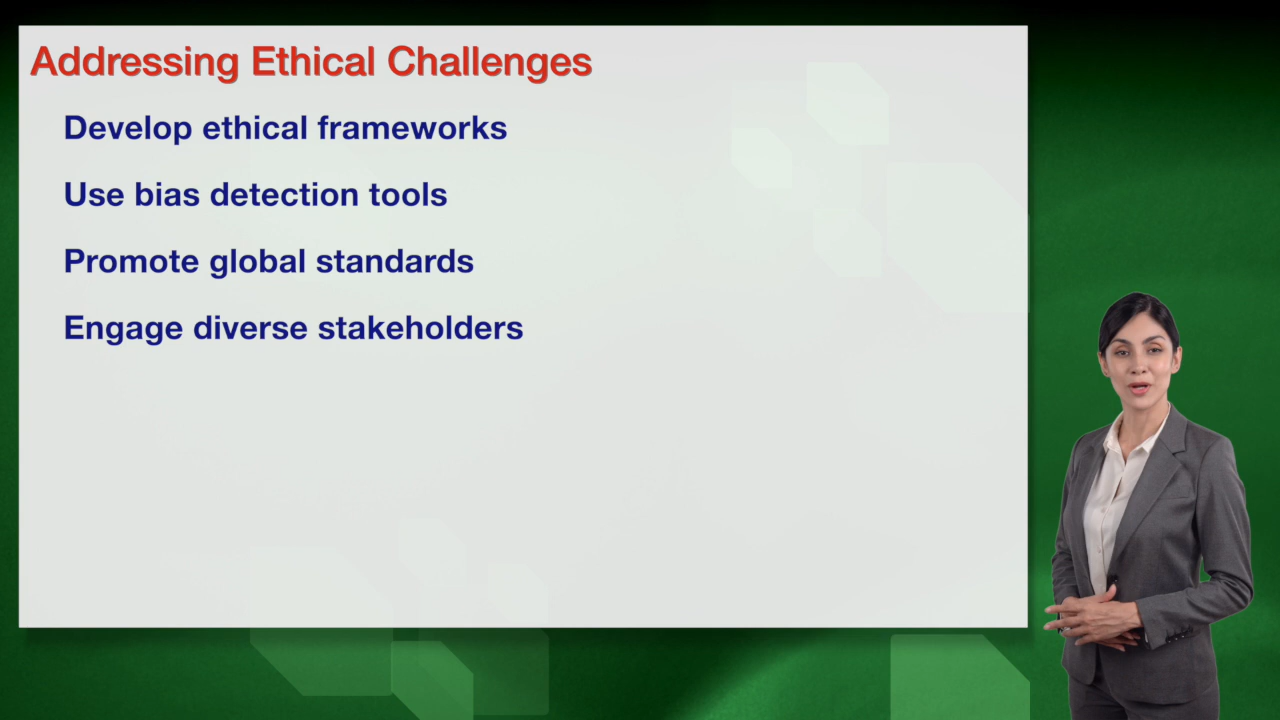 Addressing Ethical Challenges
Develop ethical frameworks
Use bias detection tools
Promote global standards
Engage diverse stakeholders